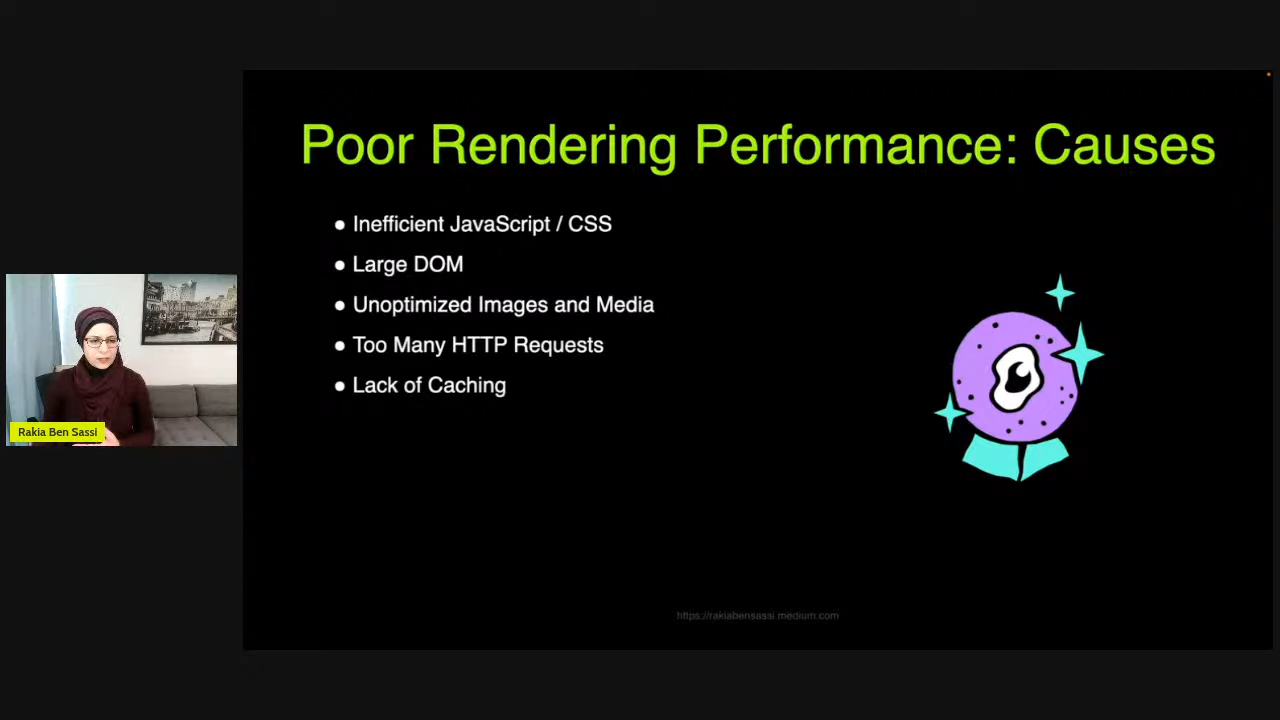 Poor Rendering Performance: Causes
● Inefficient JavaScript / CSS
● Large DOM
● Unoptimized Images and Media
● Too Many HTTP Requests
● Lack of Caching
Rakia Ben Sassi
https://rakiabensassi.medium.com